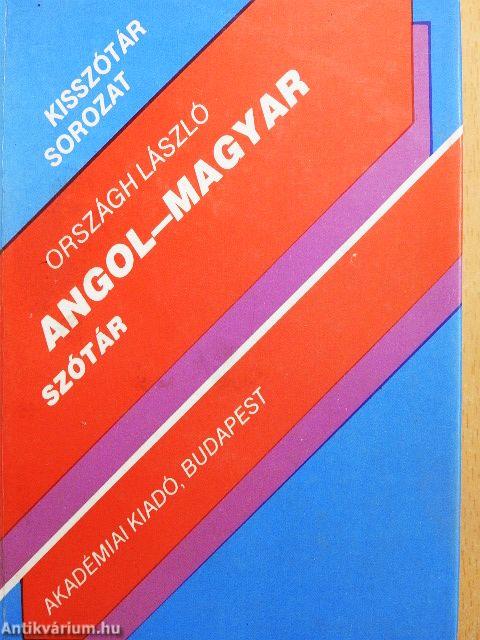 KISSZÓTÁR
SOROZAT
ORSZÁGH LÁSZLÓ
ANGOL–MAGYAR
SZÓTÁR
AKADÉMIAI KIADÓ, BUDAPEST
Antikvárium.hu